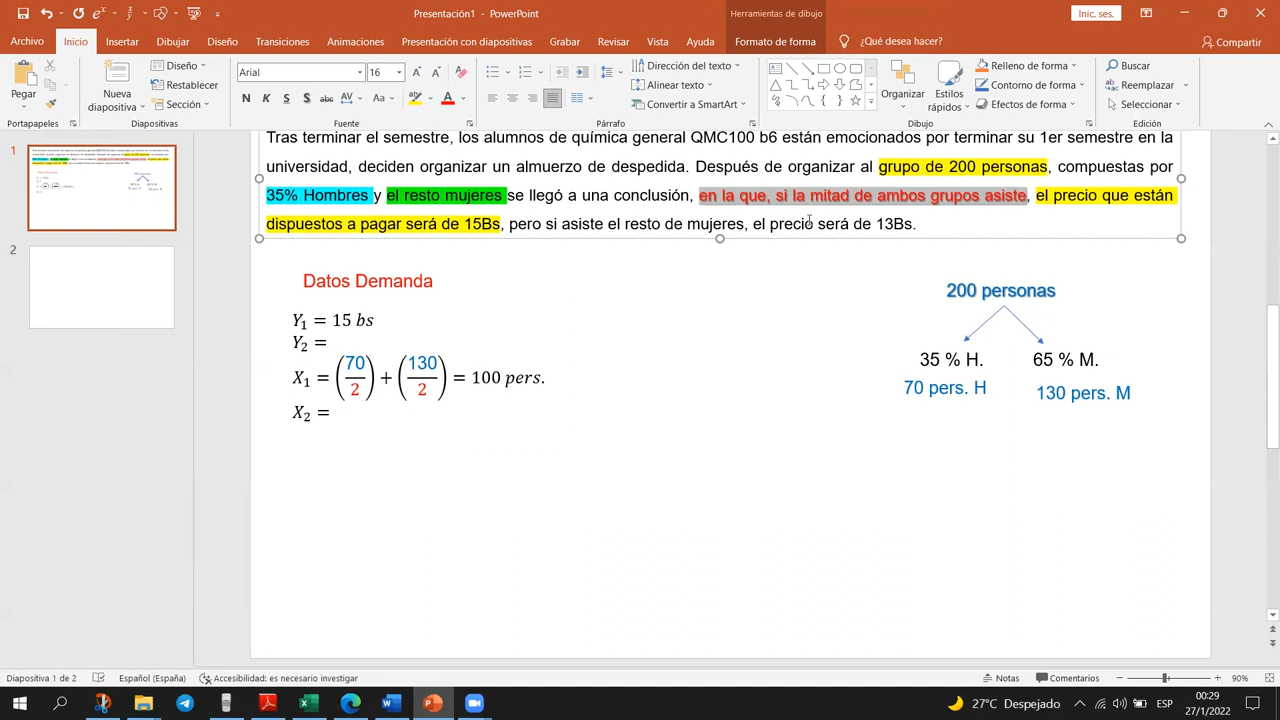 Presentación1 - PowerPoint
Herramientas de dibujo
Inic. ses.
Archivo Inicio Insertar Dibujar Diseño Transiciones Animaciones Presentación con diapositivas Grabar Revisar Vista Ayuda Formato de forma ¿Qué desea hacer? Compartir
Pegar
Portapapeles
Nueva diapositiva
Diseño
Restablecer
Sección
Diapositivas
Arial 16
N K S S abc AV Aa
Fuente
Dirección del texto
Alinear texto
Convertir a SmartArt
Párrafo
Organizar
Estilos rápidos
Relleno de forma
Contorno de forma
Efectos de forma
Dibujo
Buscar
Reemplazar
Seleccionar
Edición
1
2
Tras terminar el semestre, los alumnos de química general QMC100 b6 están emocionados por terminar su 1er semestre en la
universidad, deciden organizar un almuerzo de despedida. Después de organizar al grupo de 200 personas, compuestas por
35% Hombres y el resto mujeres se llegó a una conclusión, en la que, si la mitad de ambos grupos asiste, el precio que están
dispuestos a pagar será de 15Bs, pero si asiste el resto de mujeres, el precio será de 13Bs.
Datos Demanda
Y₁ = 15 bs
Y₂ =
X₁ = (70/2) + (130/2) = 100 pers.
X₂ =
200 personas
35 % H. 65 % M.
70 pers. H 130 pers. M
Diapositiva 1 de 2 Español (España) Accesibilidad: es necesario investigar Notas Comentarios 90%
27°C Despejado ESP 00:29
27/1/2022